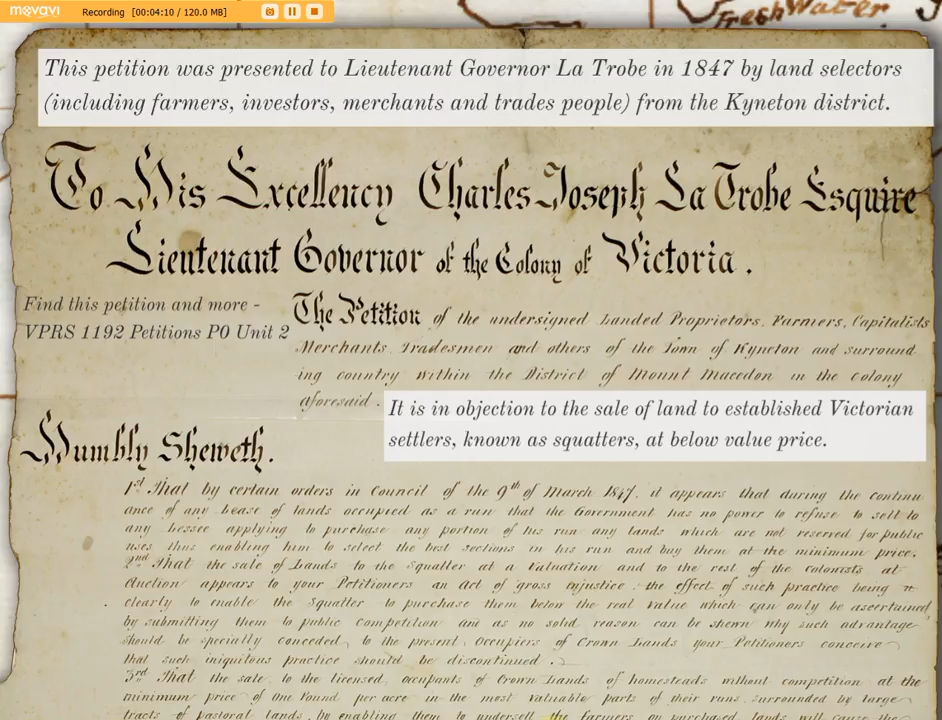 movavi Recording [00:04:10 / 120.0 MB]
FreshWater
This petition was presented to Lieutenant Governor La Trobe in 1847 by land selectors
(including farmers, investors, merchants and trades people) from the Kyneton district.
To His Excellency Charles Joseph La Trobe Esquire
Lieutenant Governor of the Colony of Victoria.
Find this petition and more -
VPRS 1192 Petitions P0 Unit 2
The Petition of the undersigned Landed Proprietors, Farmers, Capitalists
Merchants Tradesmen and others of the Town of Kyneton and surround
ing country within the District of Mount Macedon in the colony
aforesaid.
It is in objection to the sale of land to established Victorian
settlers, known as squatters, at below value price.
Humbly Sheweth.
1st That by certain orders in Council of the 9th of March 1847, it appears that during the continu
ance of any lease of lands occupied as a run that the Government has no power to refuse to sell to
any lessee applying to purchase any portion of his run any lands which are not reserved for public
uses thus enabling him to select the best sections in his run and buy them at the minimum price.
2nd That the sale of Lands to the Squatter at a Valuation and to the rest of the colonists at
Auction appears to your Petitioners an Act of gross injustice; the effect of such practice being
clearly to enable the Squatter to purchase them below the real value which can only be ascertained
by submitting them to public Competition and as no solid reason can be shewn why such advantage
should be specially conceded, to the present Occupiers of Crown Lands your Petitioners conceive
that such iniquitous practice should be discontinued.
3rd That the sale to the licensed occupants of Crown Lands of homesteads without competition at the
minimum price of One Pound per acre in the most valuable parts of their runs, surrounded by large
tracts of pastoral lands, by enabling them to undersell the farmers on purchased lands will cause the